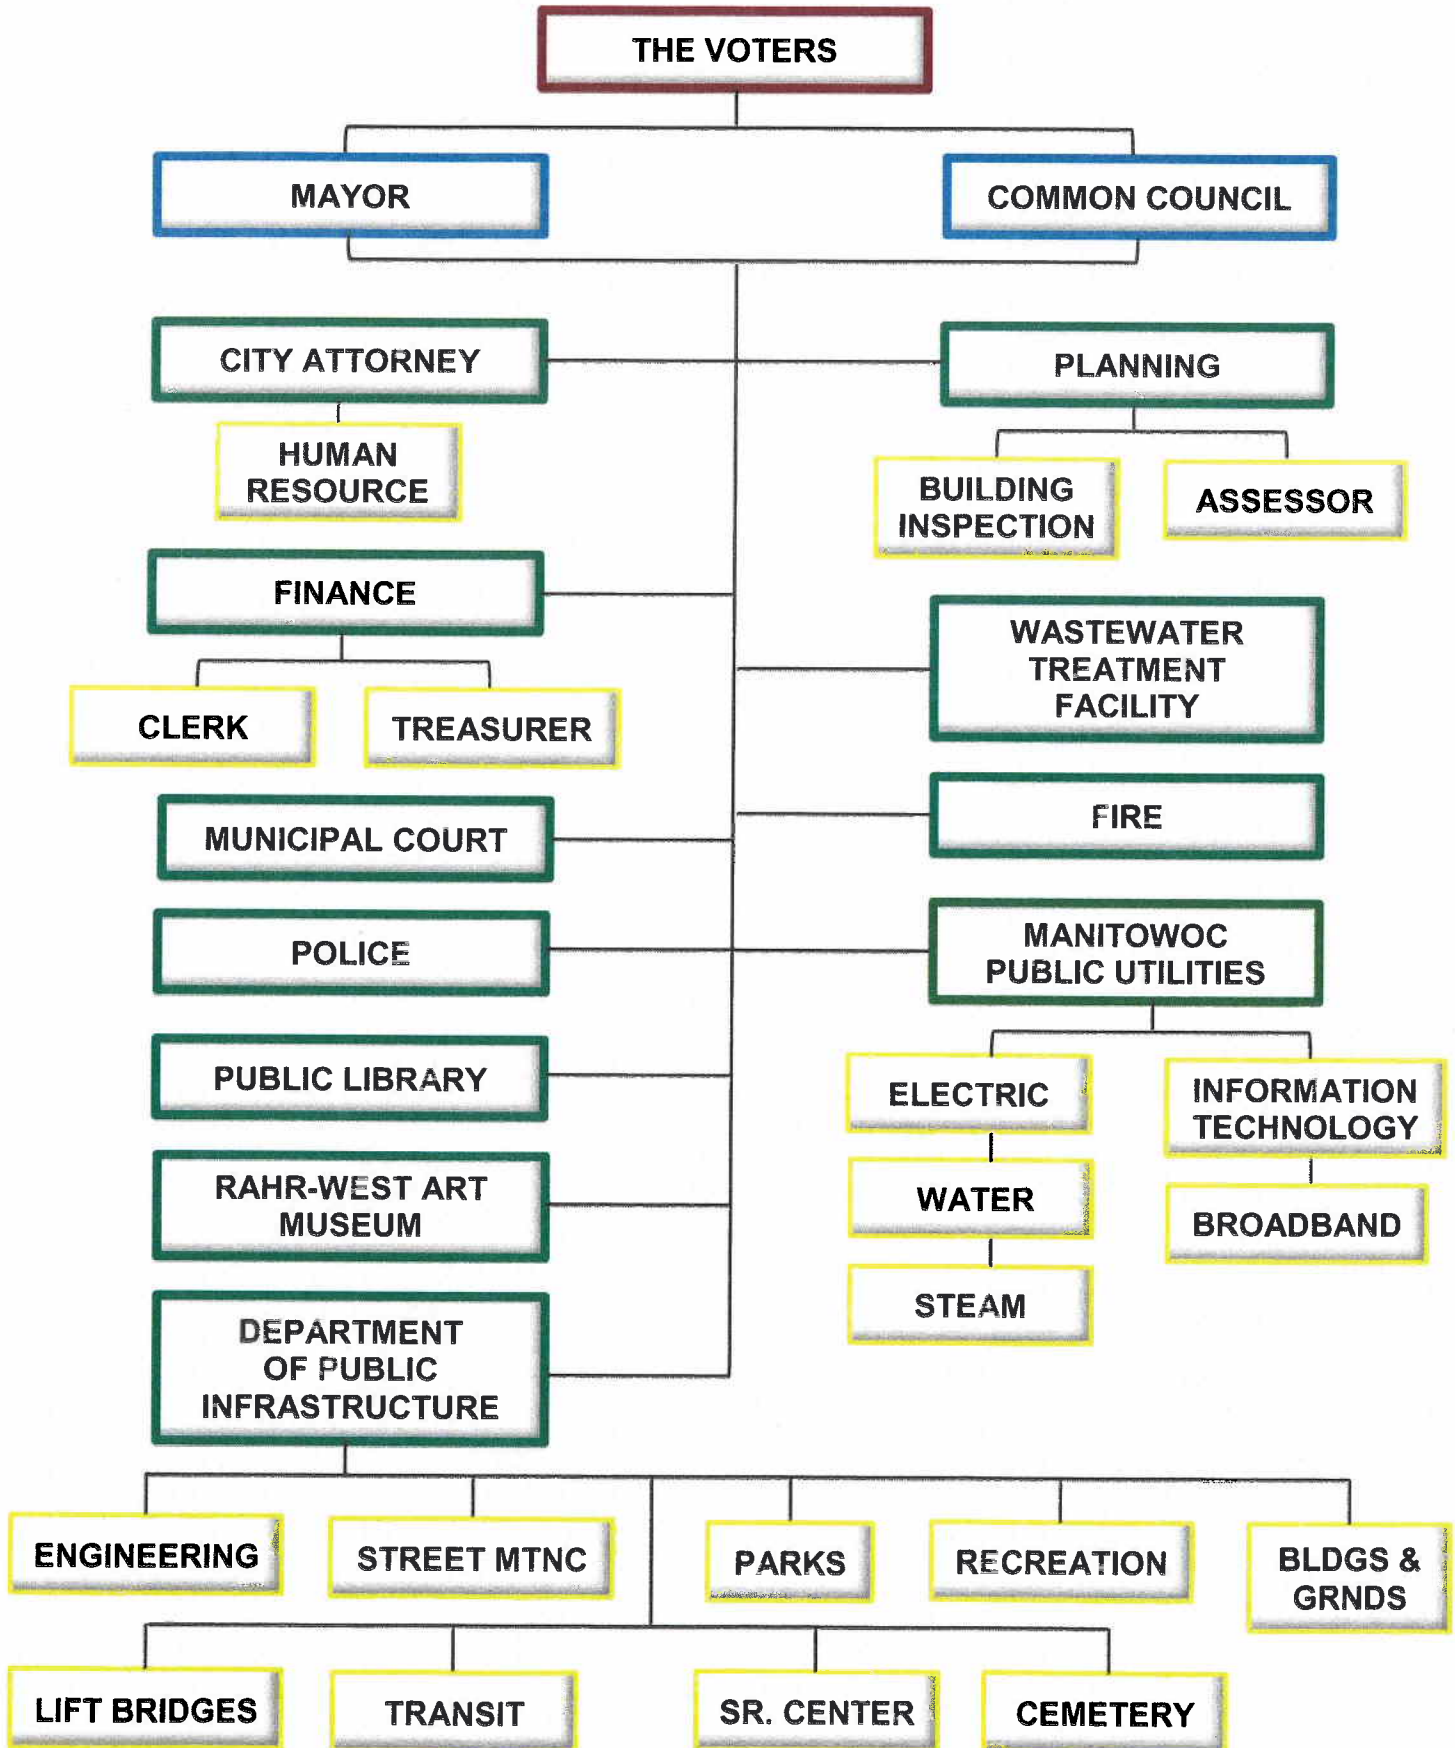 THE VOTERS
MAYOR
COMMON COUNCIL
CITY ATTORNEY
PLANNING
HUMAN
RESOURCE
BUILDING
INSPECTION
ASSESSOR
FINANCE
WASTEWATER
TREATMENT
FACILITY
CLERK
TREASURER
MUNICIPAL COURT
FIRE
POLICE
MANITOWOC
PUBLIC UTILITIES
PUBLIC LIBRARY
ELECTRIC
INFORMATION
TECHNOLOGY
RAHR-WEST ART
MUSEUM
WATER
BROADBAND
STEAM
DEPARTMENT
OF PUBLIC
INFRASTRUCTURE
ENGINEERING
STREET MTNC
PARKS
RECREATION
BLDGS &
GRNDS
LIFT BRIDGES
TRANSIT
SR. CENTER
CEMETERY